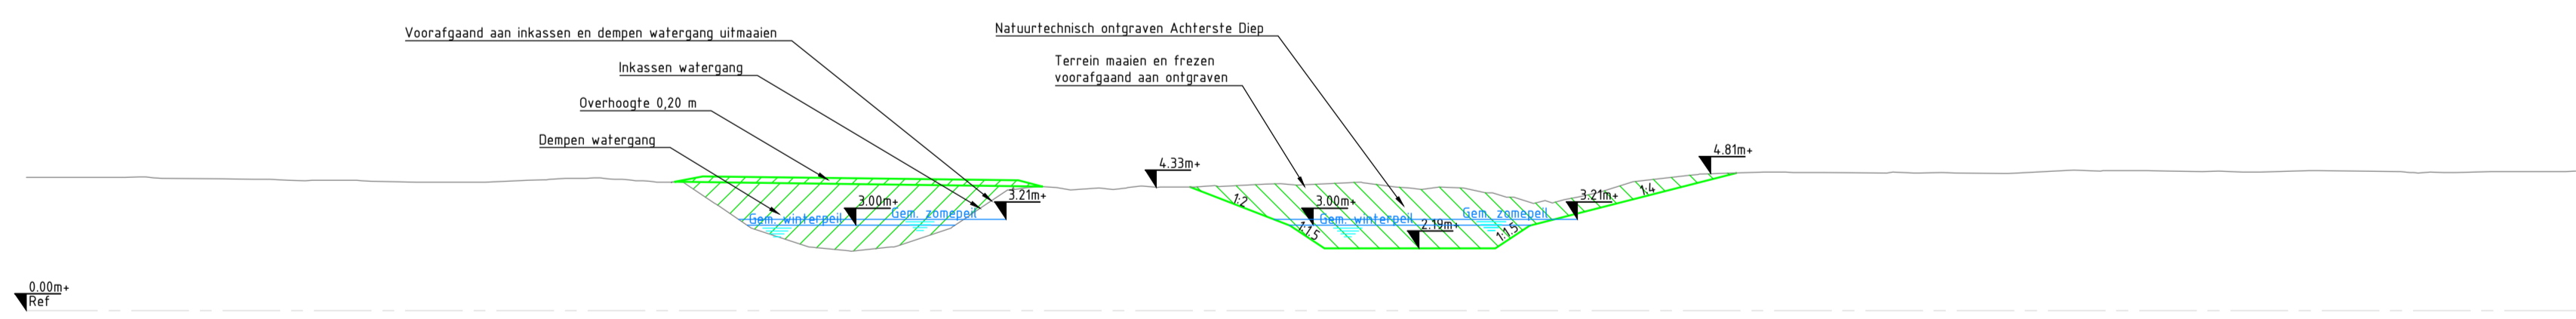 Voorafgaand aan inkassen en dempen watergang uitmaaien
Inkassen watergang
Overhoogte 0,20 m
Dempen watergang
Natuurtechnisch ontgraven Achterste Diep
Terrein maaien en frezen
voorafgaand aan ontgraven
4.33m+
4.81m+
3.00m+
3.21m+
Gem. winterpeil
Gem. zomepeil
1:2
3.00m+
3.21m+
1:4
Gem. winterpeil
Gem. zomepeil
1:1.5
2.19m+
1:1.5
0.00m+
Ref